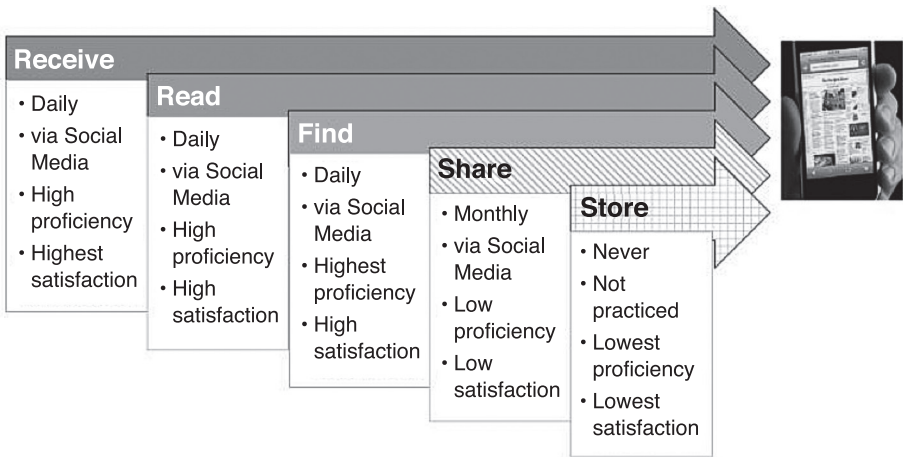 Receive
• Daily
• via Social
Media
• High
proficiency
• Highest
satisfaction
Read
• Daily
• via Social
Media
• High
proficiency
• High
satisfaction
Find
• Daily
• via Social
Media
• Highest
proficiency
• High
satisfaction
Share
• Monthly
• via Social
Media
• Low
proficiency
• Low
satisfaction
Store
• Never
• Not
practiced
• Lowest
proficiency
• Lowest
satisfaction